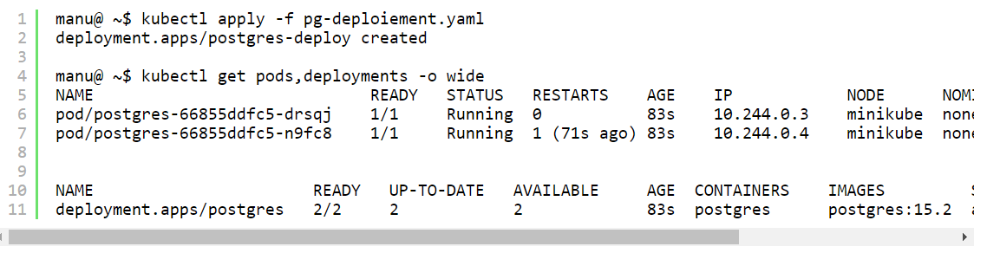 1 manu@ ~$ kubectl apply -f pg-deploiement.yaml
2 deployment.apps/postgres-deploy created
3
4 manu@ ~$ kubectl get pods,deployments -o wide
5 NAME READY STATUS RESTARTS AGE IP NODE NOMI
6 pod/postgres-66855ddfc5-drsqj 1/1 Running 0 83s 10.244.0.3 minikube none
7 pod/postgres-66855ddfc5-n9fc8 1/1 Running 1 (71s ago) 83s 10.244.0.4 minikube none
8
9
10 NAME READY UP-TO-DATE AVAILABLE AGE CONTAINERS IMAGES
11 deployment.apps/postgres 2/2 2 2 83s postgres postgres:15.2